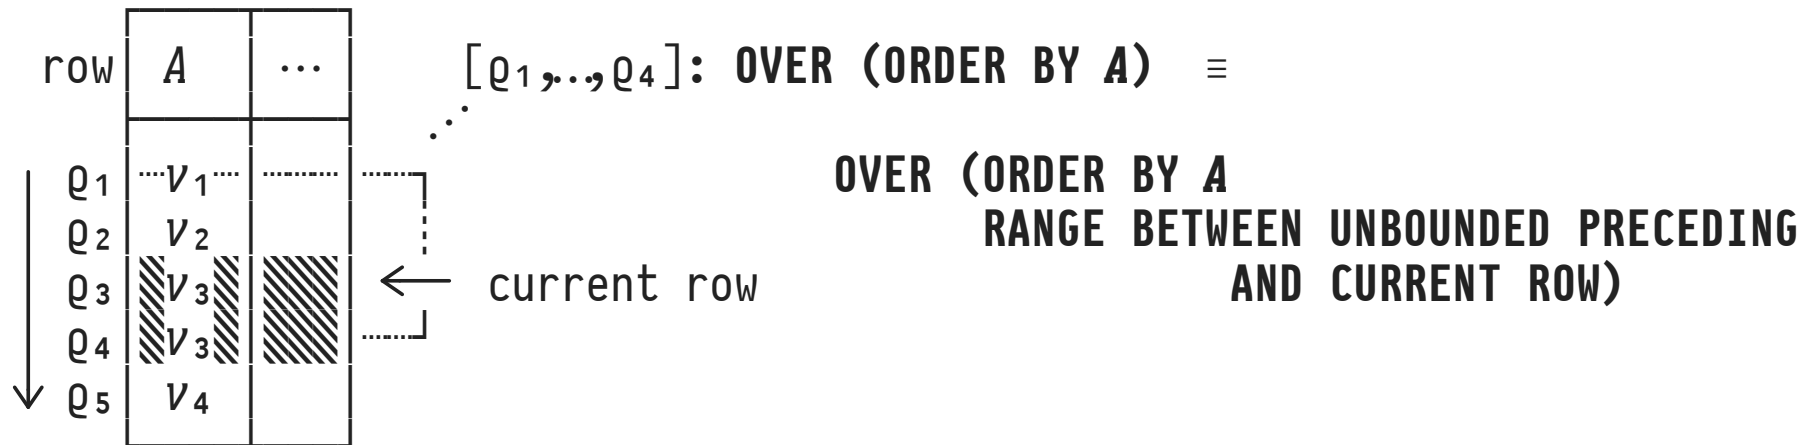 row A ⋯ [ϱ₁,…,ϱ₄]: OVER (ORDER BY A) ≡
ϱ₁ v₁ OVER (ORDER BY A
ϱ₂ v₂ RANGE BETWEEN UNBOUNDED PRECEDING
ϱ₃ v₃ current row AND CURRENT ROW)
ϱ₄ v₃
ϱ₅ v₄